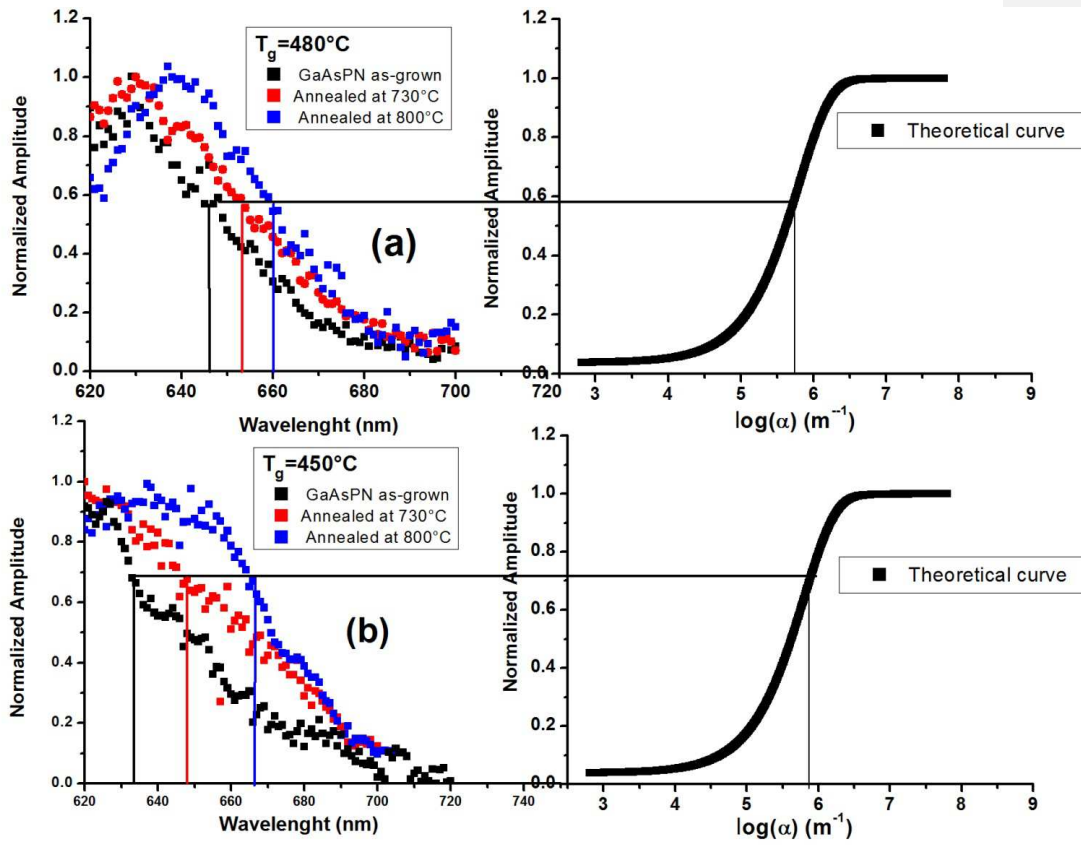 1.2
1.0
0.8
0.6
0.4
0.2
0.0
Normalized Amplitude
Tg=480°C
GaAsPN as-grown
Annealed at 730°C
Annealed at 800°C
(a)
620 640 660 680 700 720
Wavelenght (nm)
1.2
1.0
0.8
0.6
0.4
0.2
0.0
Normalized Amplitude
Theoretical curve
3 4 5 6 7 8 9
log(α) (m⁻¹)
1.2
1.0
0.8
0.6
0.4
0.2
0.0
Normalized Amplitude
Tg=450°C
GaAsPN as-grown
Annealed at 730°C
Annealed at 800°C
(b)
620 640 660 680 700 720 740
Wavelenght (nm)
1.2
1.0
0.8
0.6
0.4
0.2
0.0
Normalized Amplitude
Theoretical curve
3 4 5 6 7 8 9
log(α) (m⁻¹)